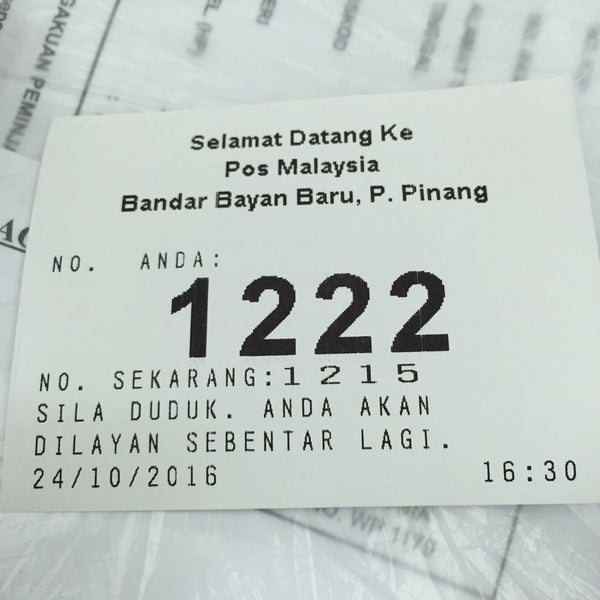 Selamat Datang Ke
Pos Malaysia
Bandar Bayan Baru, P. Pinang
NO. ANDA:
1222
NO. SEKARANG:1215
SILA DUDUK. ANDA AKAN
DILAYAN SEBENTAR LAGI.
24/10/2016 16:30